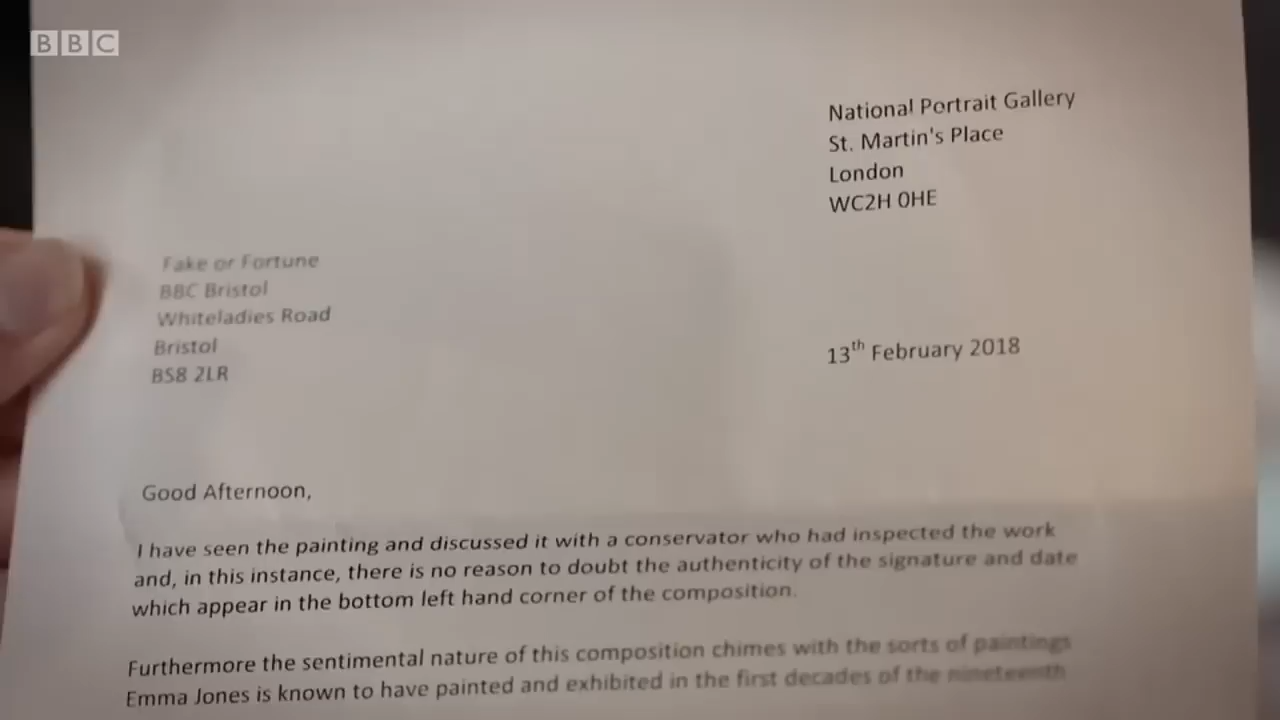 BBC
National Portrait Gallery
St. Martin's Place
London
WC2H 0HE
Fake or Fortune
BBC Bristol
Whiteladies Road
Bristol
BS8 2LR
13th February 2018
Good Afternoon,
I have seen the painting and discussed it with a conservator who had inspected the work
and, in this instance, there is no reason to doubt the authenticity of the signature and date
which appear in the bottom left hand corner of the composition.
Furthermore the sentimental nature of this composition chimes with the sorts of paintings
Emma Jones is known to have painted and exhibited in the first decades of the nineteenth